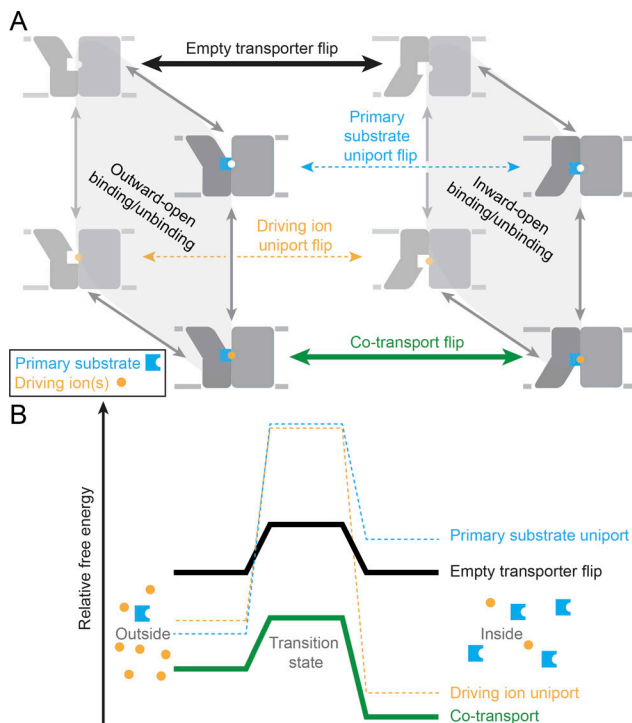 A
Empty transporter flip
Primary
substrate
uniport flip
Outward-open
binding/unbinding
Inward-open
binding/unbinding
Driving ion
uniport flip
Co-transport flip
Primary substrate
Driving ion(s)
B
Relative free energy
Primary substrate uniport
Empty transporter flip
Outside
Transition
state
Inside
Driving ion uniport
Co-transport